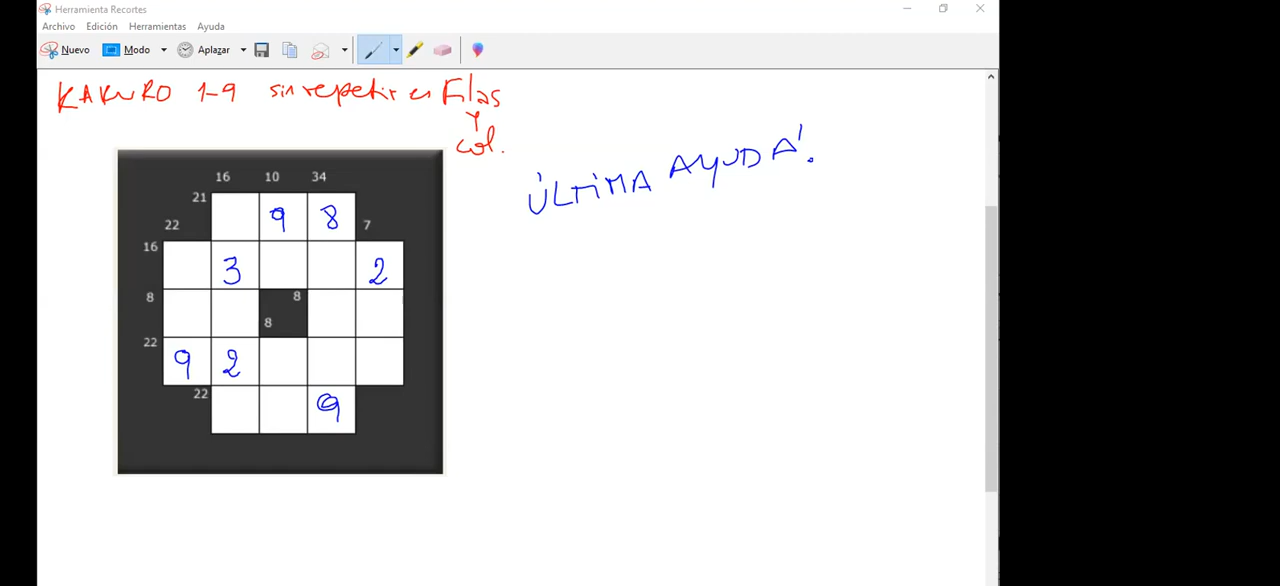 Herramienta Recortes
Archivo Edición Herramientas Ayuda
Nuevo Modo Aplazar
KAKURO 1-9 sin repetir en Filas
y
col.
ÚLTIMA AYUDA!
16 10 34
21 9 8
22 7
16 3 2
8 8
8
22 9 2
22 9